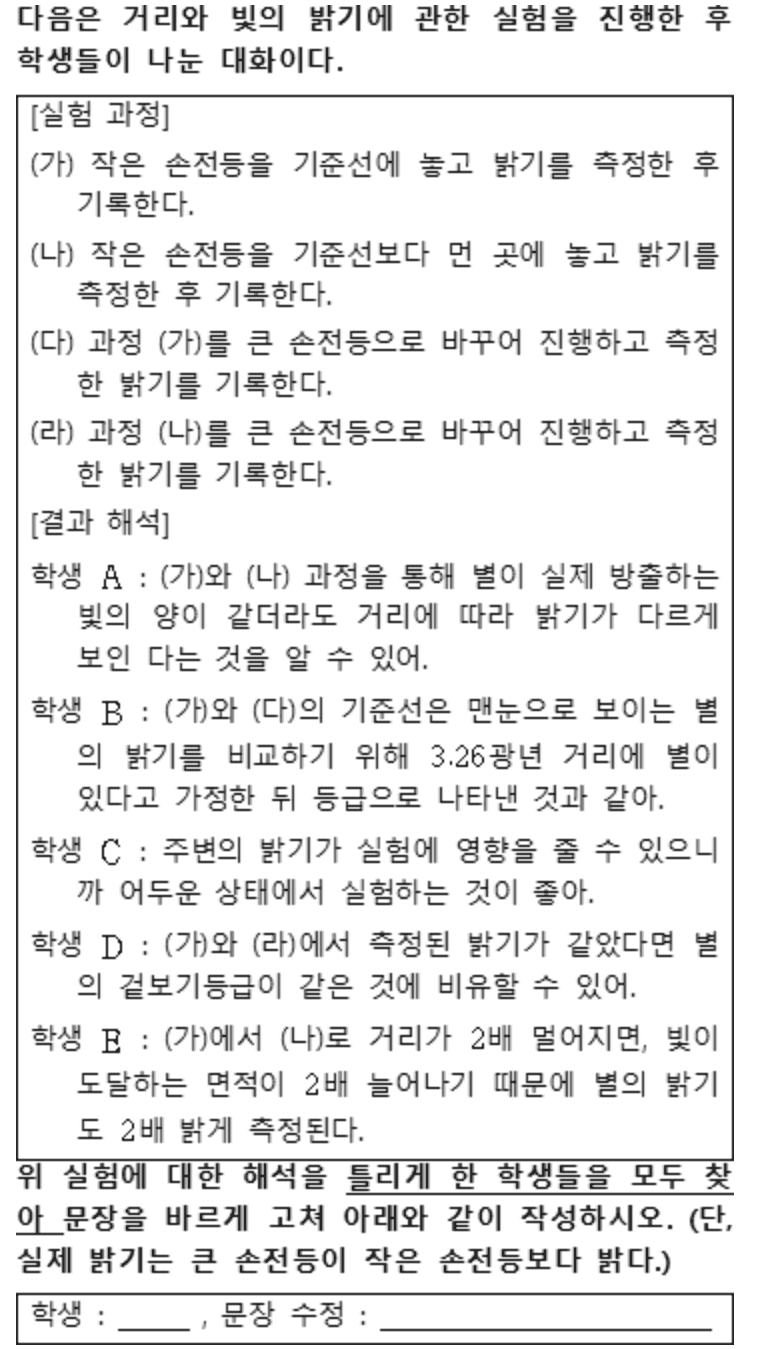 다음은 거리와 빛의 밝기에 관한 실험을 진행한 후
학생들이 나눈 대화이다.
[실험 과정]
(가) 작은 손전등을 기준선에 놓고 밝기를 측정한 후
기록한다.
(나) 작은 손전등을 기준선보다 먼 곳에 놓고 밝기를
측정한 후 기록한다.
(다) 과정 (가)를 큰 손전등으로 바꾸어 진행하고 측정
한 밝기를 기록한다.
(라) 과정 (나)를 큰 손전등으로 바꾸어 진행하고 측정
한 밝기를 기록한다.
[결과 해석]
학생 A : (가)와 (나) 과정을 통해 별이 실제 방출하는
빛의 양이 같더라도 거리에 따라 밝기가 다르게
보인 다는 것을 알 수 있어.
학생 B : (가)와 (다)의 기준선은 맨눈으로 보이는 별
의 밝기를 비교하기 위해 3.26광년 거리에 별이
있다고 가정한 뒤 등급으로 나타낸 것과 같아.
학생 C : 주변의 밝기가 실험에 영향을 줄 수 있으니
까 어두운 상태에서 실험하는 것이 좋아.
학생 D : (가)와 (라)에서 측정된 밝기가 같았다면 별
의 겉보기등급이 같은 것에 비유할 수 있어.
학생 E : (가)에서 (나)로 거리가 2배 멀어지면, 빛이
도달하는 면적이 2배 늘어나기 때문에 별의 밝기
도 2배 밝게 측정된다.
위 실험에 대한 해석을 틀리게 한 학생들을 모두 찾
아 문장을 바르게 고쳐 아래와 같이 작성하시오. (단,
실제 밝기는 큰 손전등이 작은 손전등보다 밝다.)
학생 : _____ , 문장 수정 : _______________________